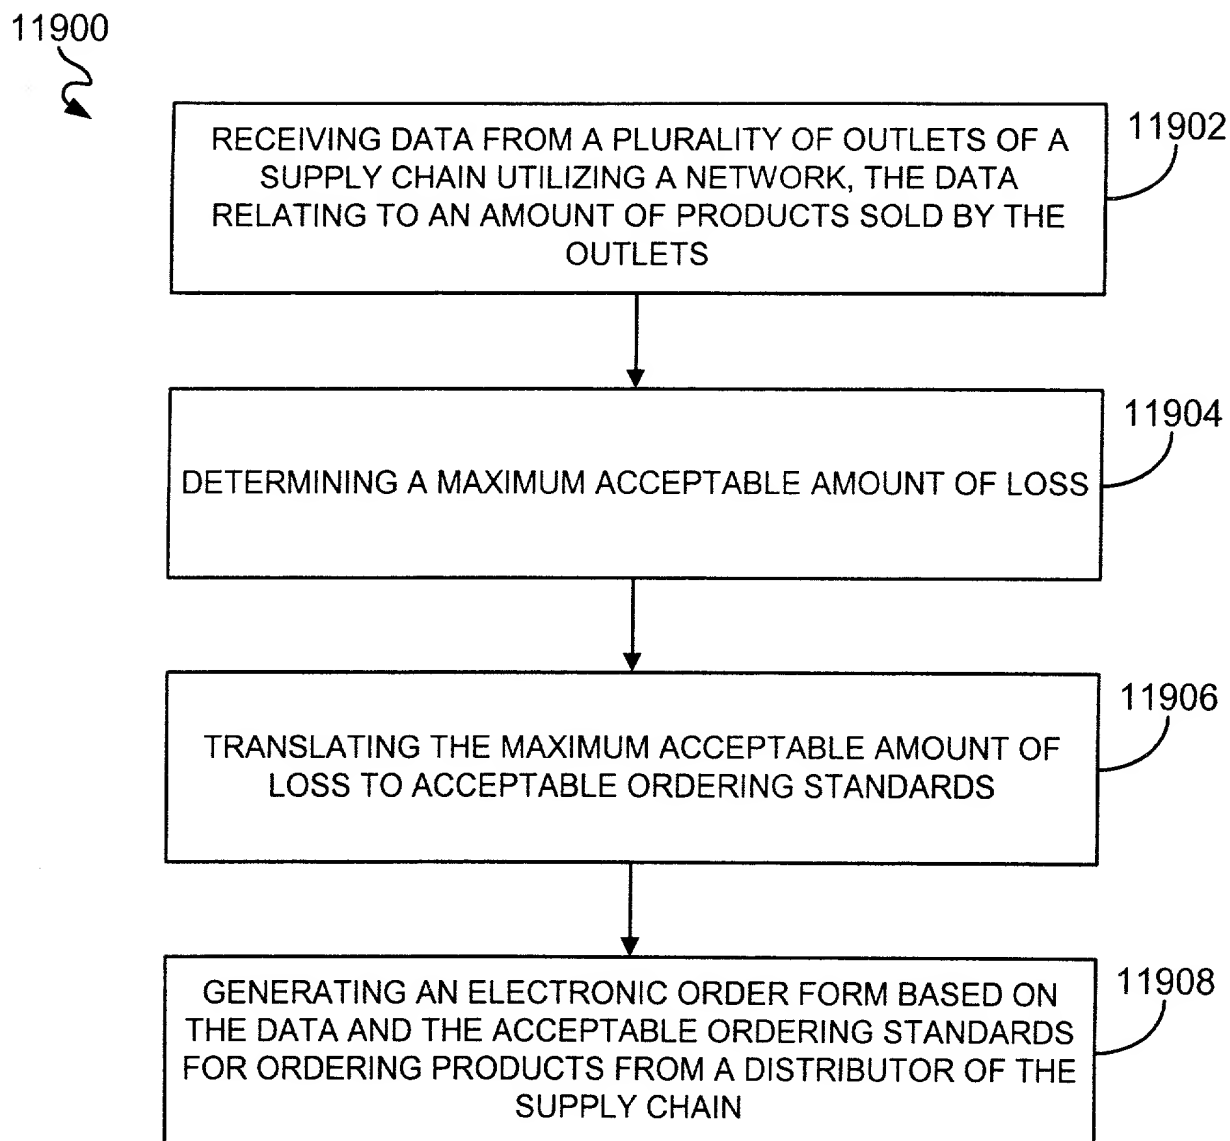 11900
RECEIVING DATA FROM A PLURALITY OF OUTLETS OF A
SUPPLY CHAIN UTILIZING A NETWORK, THE DATA
RELATING TO AN AMOUNT OF PRODUCTS SOLD BY THE
OUTLETS
11902
DETERMINING A MAXIMUM ACCEPTABLE AMOUNT OF LOSS
11904
TRANSLATING THE MAXIMUM ACCEPTABLE AMOUNT OF
LOSS TO ACCEPTABLE ORDERING STANDARDS
11906
GENERATING AN ELECTRONIC ORDER FORM BASED ON
THE DATA AND THE ACCEPTABLE ORDERING STANDARDS
FOR ORDERING PRODUCTS FROM A DISTRIBUTOR OF THE
SUPPLY CHAIN
11908